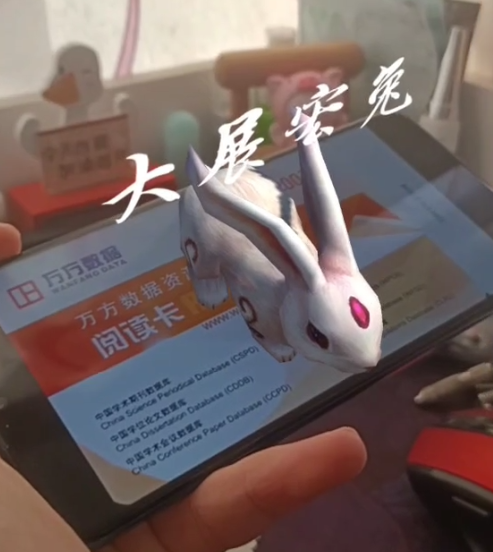 大展宏兔
万方数据
WANFANG DATA
万方数据资
阅读卡
www.w
中国学术期刊数据库
China Science Periodical Database (CSPD)
中国学位论文数据库
China Dissertation Database (CDDB)
中国学术会议数据库
China Conference Paper Database (CCPD)